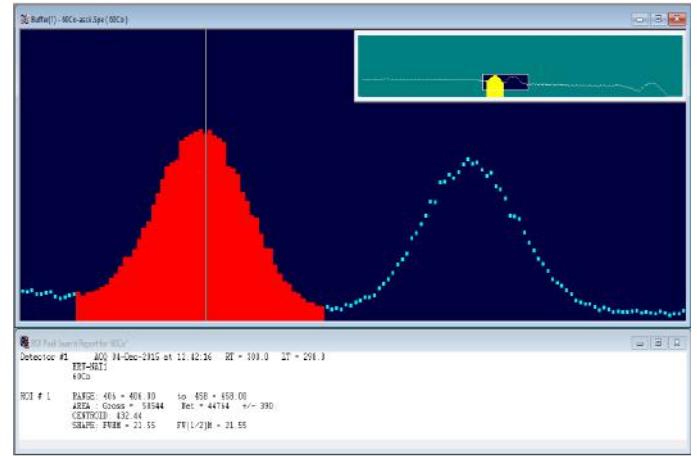 Buffer(1) - 60Co-ascii.Spe ( 60Co )
ROI Peak Search Report for "60Co"
Detector #1 ACQ 04-Dec-2015 at 12:42:16 RT = 300.0 LT = 298.3
60Co
ROI # 1 RANGE: 406 = 406.00 to 458 = 458.00
AREA : Gross = 58544 Net = 44764 +/- 390
CENTROID: 432.44
SHAPE: FWHM = 21.55 FW(1/2)M = 21.55